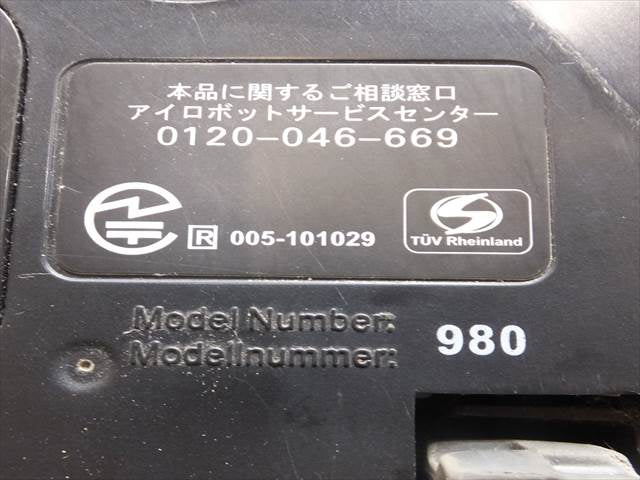 本品に関するご相談窓口
アイロボットサービスセンター
0120-046-669
R 005-101029
TÜV Rheinland
Model Number:
Modellnummer:
980